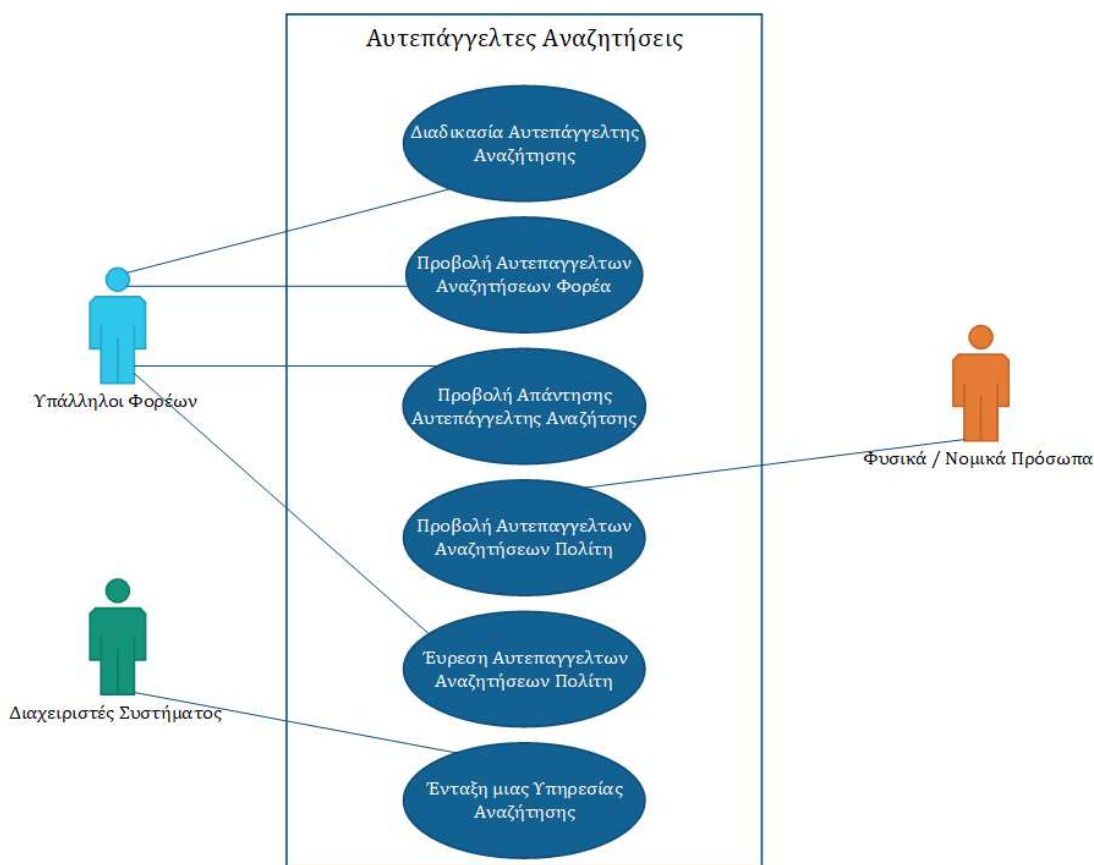 Αυτεπάγγελτες Αναζητήσεις
Διαδικασία Αυτεπάγγελτης
Αναζήτησης
Προβολή Αυτεπαγγελτων
Αναζητήσεων Φορέα
Υπάλληλοι Φορέων
Προβολή Απάντησης
Αυτεπάγγελτης Αναζήτσης
Φυσικά / Νομικά Πρόσωπα
Προβολή Αυτεπαγγελτων
Αναζητήσεων Πολίτη
Έυρεση Αυτεπαγγελτων
Αναζητήσεων Πολίτη
Διαχειριστές Συστήματος
Ένταξη μιας Υπηρεσίας
Αναζήτησης